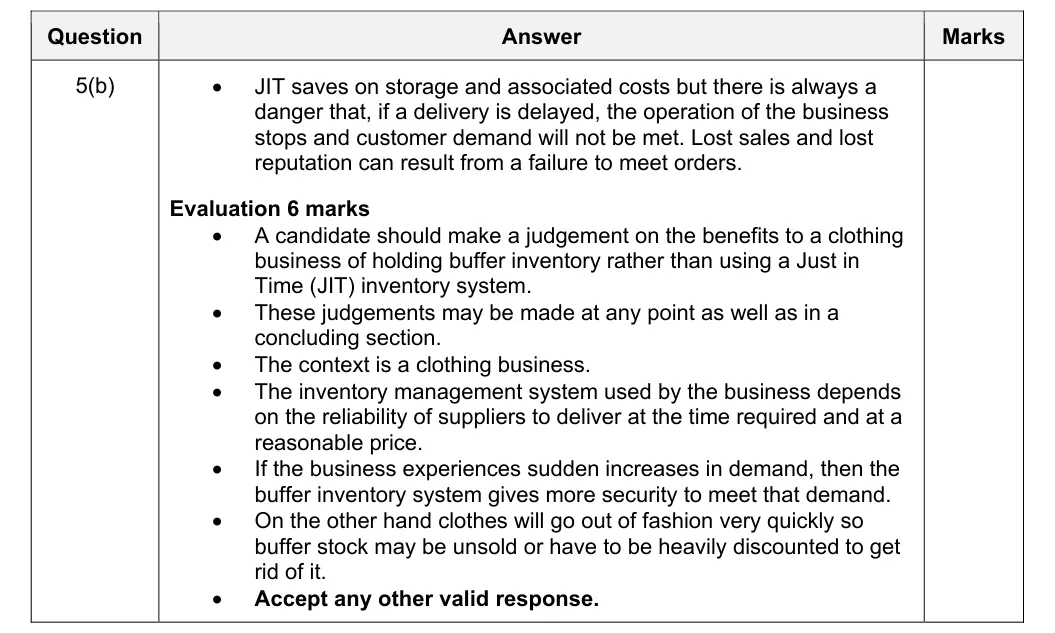 Question Answer Marks
5(b)
• JIT saves on storage and associated costs but there is always a
danger that, if a delivery is delayed, the operation of the business
stops and customer demand will not be met. Lost sales and lost
reputation can result from a failure to meet orders.
Evaluation 6 marks
• A candidate should make a judgement on the benefits to a clothing
business of holding buffer inventory rather than using a Just in
Time (JIT) inventory system.
• These judgements may be made at any point as well as in a
concluding section.
• The context is a clothing business.
• The inventory management system used by the business depends
on the reliability of suppliers to deliver at the time required and at a
reasonable price.
• If the business experiences sudden increases in demand, then the
buffer inventory system gives more security to meet that demand.
• On the other hand clothes will go out of fashion very quickly so
buffer stock may be unsold or have to be heavily discounted to get
rid of it.
• Accept any other valid response.